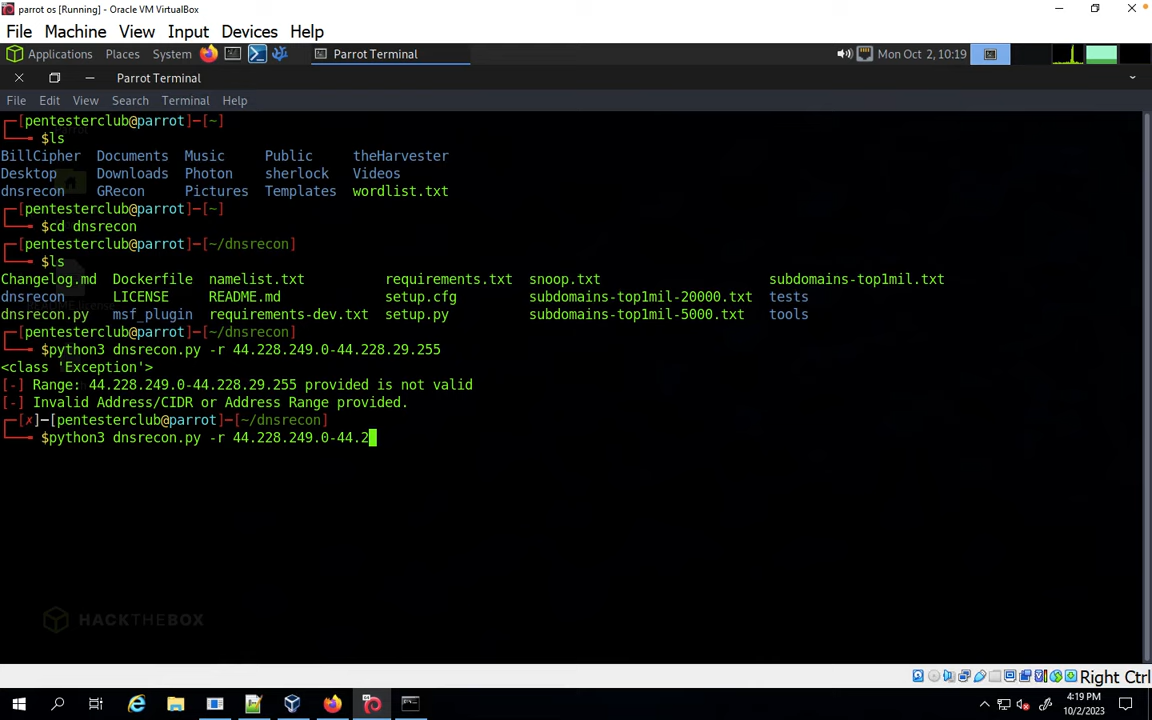 parrot os [Running] - Oracle VM VirtualBox
File Machine View Input Devices Help
Applications Places System Parrot Terminal Mon Oct 2, 10:19
Parrot Terminal
File Edit View Search Terminal Help
┌─[pentesterclub@parrot]─[~]
└──╼ $ls
BillCipher Documents Music Public theHarvester
Desktop Downloads Photon sherlock Videos
dnsrecon GRecon Pictures Templates wordlist.txt
┌─[pentesterclub@parrot]─[~]
└──╼ $cd dnsrecon
┌─[pentesterclub@parrot]─[~/dnsrecon]
└──╼ $ls
Changelog.md Dockerfile namelist.txt requirements.txt snoop.txt subdomains-top1mil.txt
dnsrecon LICENSE README.md setup.cfg subdomains-top1mil-20000.txt tests
dnsrecon.py msf_plugin requirements-dev.txt setup.py subdomains-top1mil-5000.txt tools
┌─[pentesterclub@parrot]─[~/dnsrecon]
└──╼ $python3 dnsrecon.py -r 44.228.249.0-44.228.29.255
<class 'Exception'>
[-] Range: 44.228.249.0-44.228.29.255 provided is not valid
[-] Invalid Address/CIDR or Address Range provided.
┌─[✗]─[pentesterclub@parrot]─[~/dnsrecon]
└──╼ $python3 dnsrecon.py -r 44.228.249.0-44.2
HACKTHEBOX
Right Ctrl
4:19 PM
10/2/2023